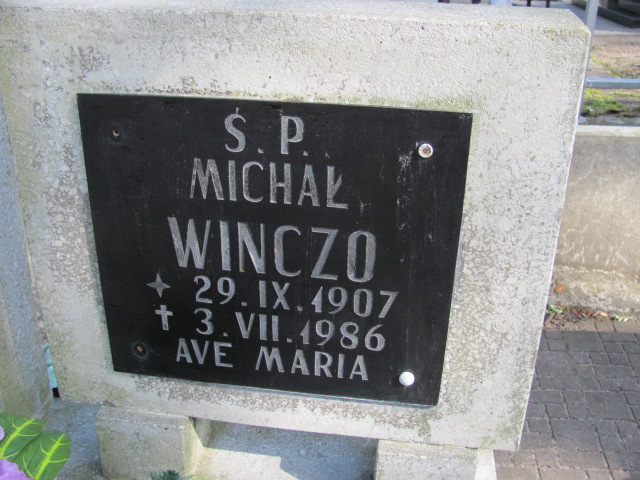 Ś.P.
MICHAŁ
WINCZO
29.IX.1907
✝ 3.VII.1986
AVE MARIA